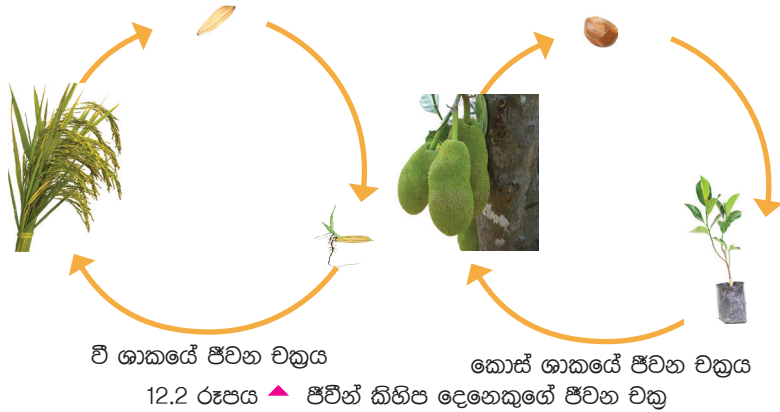 වී ශාකයේ ජීවන චක්‍රය
කොස් ශාකයේ ජීවන චක්‍රය
12.2 රූපය ▲ ජීවීන් කිහිප දෙනෙකුගේ ජීවන චක්‍ර